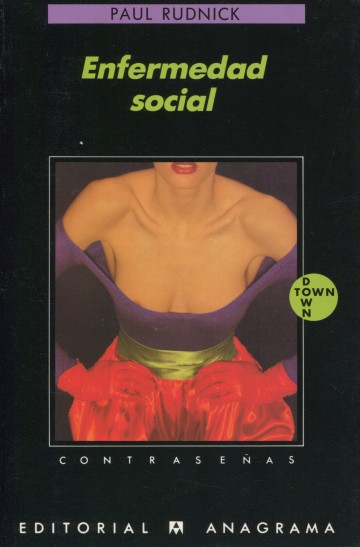 PAUL RUDNICK
Enfermedad
social
DOWN
TOWN
CONTRASEÑAS
EDITORIAL ANAGRAMA